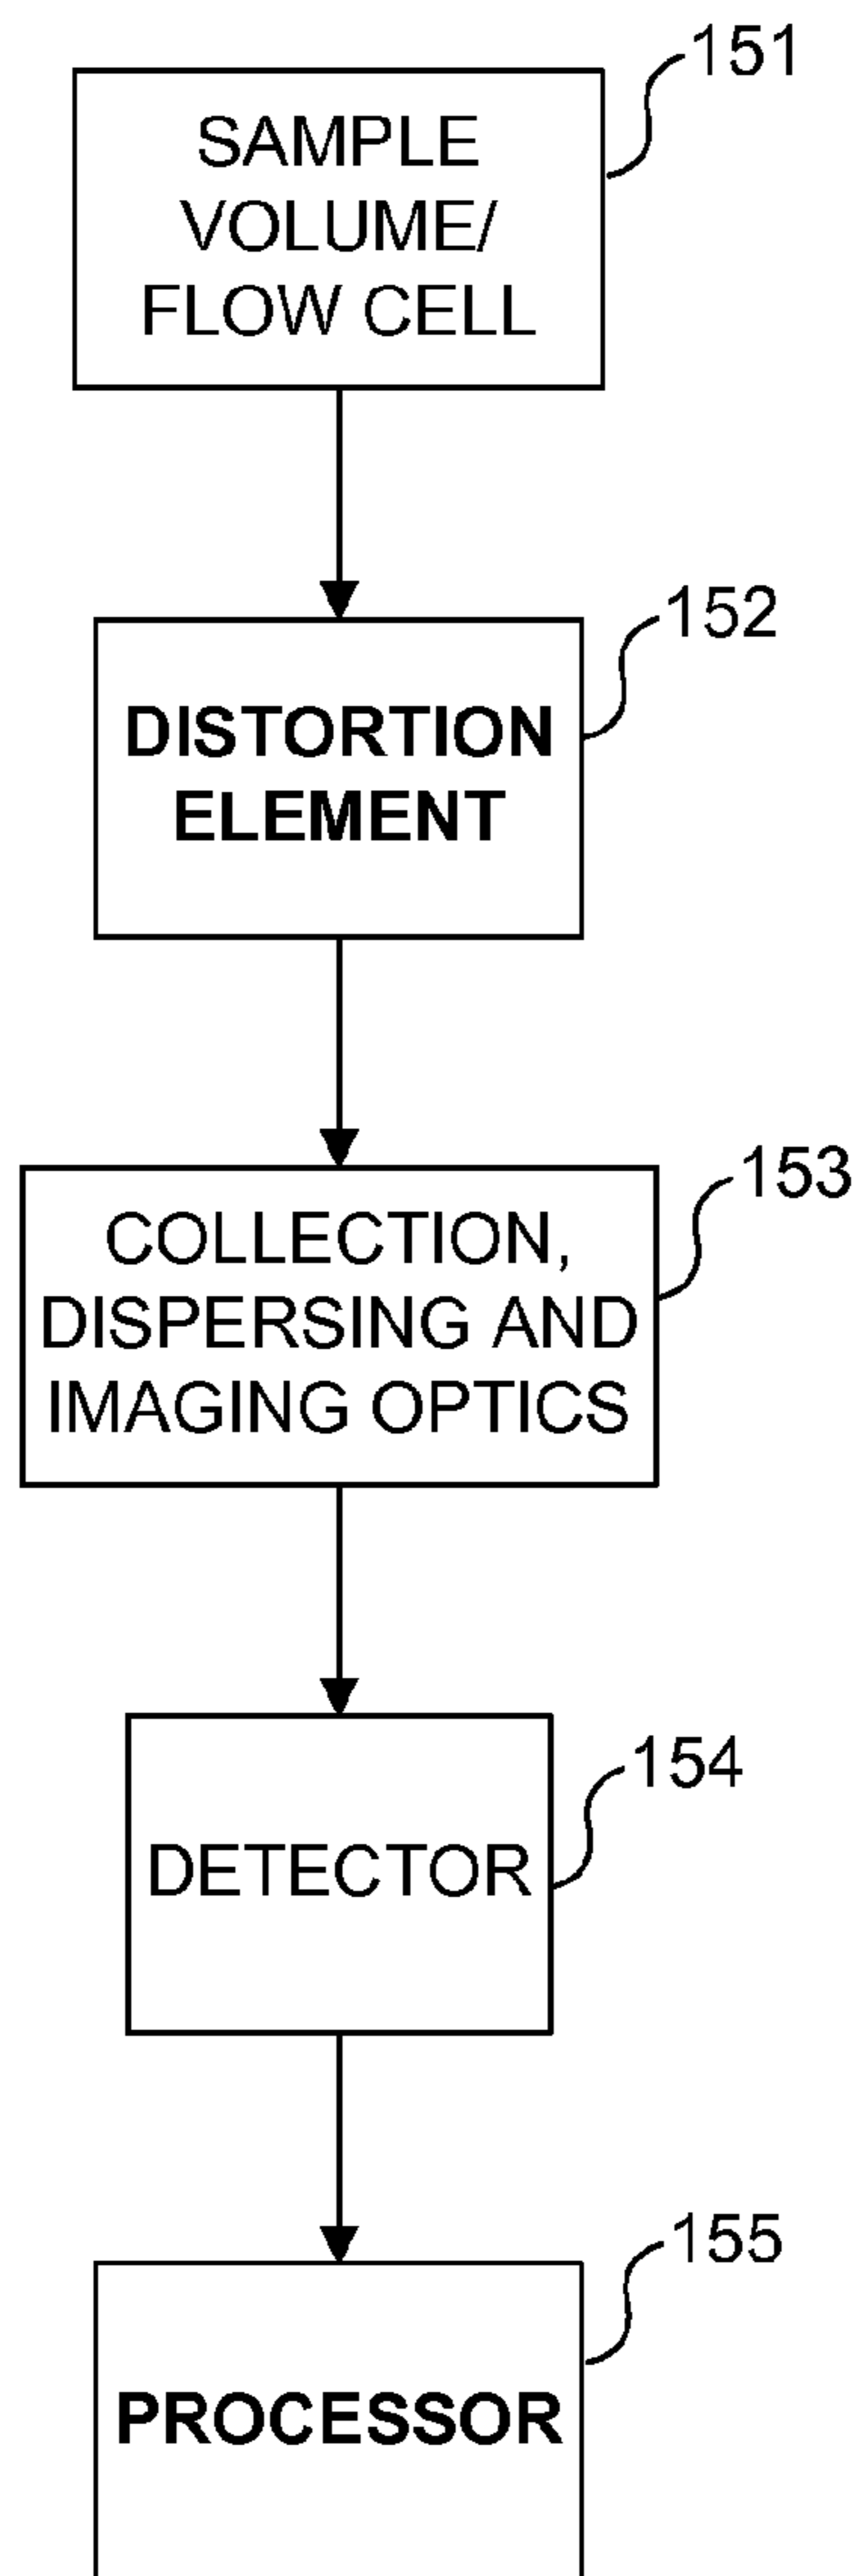 151
SAMPLE
VOLUME/
FLOW CELL
152
DISTORTION
ELEMENT
153
COLLECTION,
DISPERSING AND
IMAGING OPTICS
154
DETECTOR
155
PROCESSOR